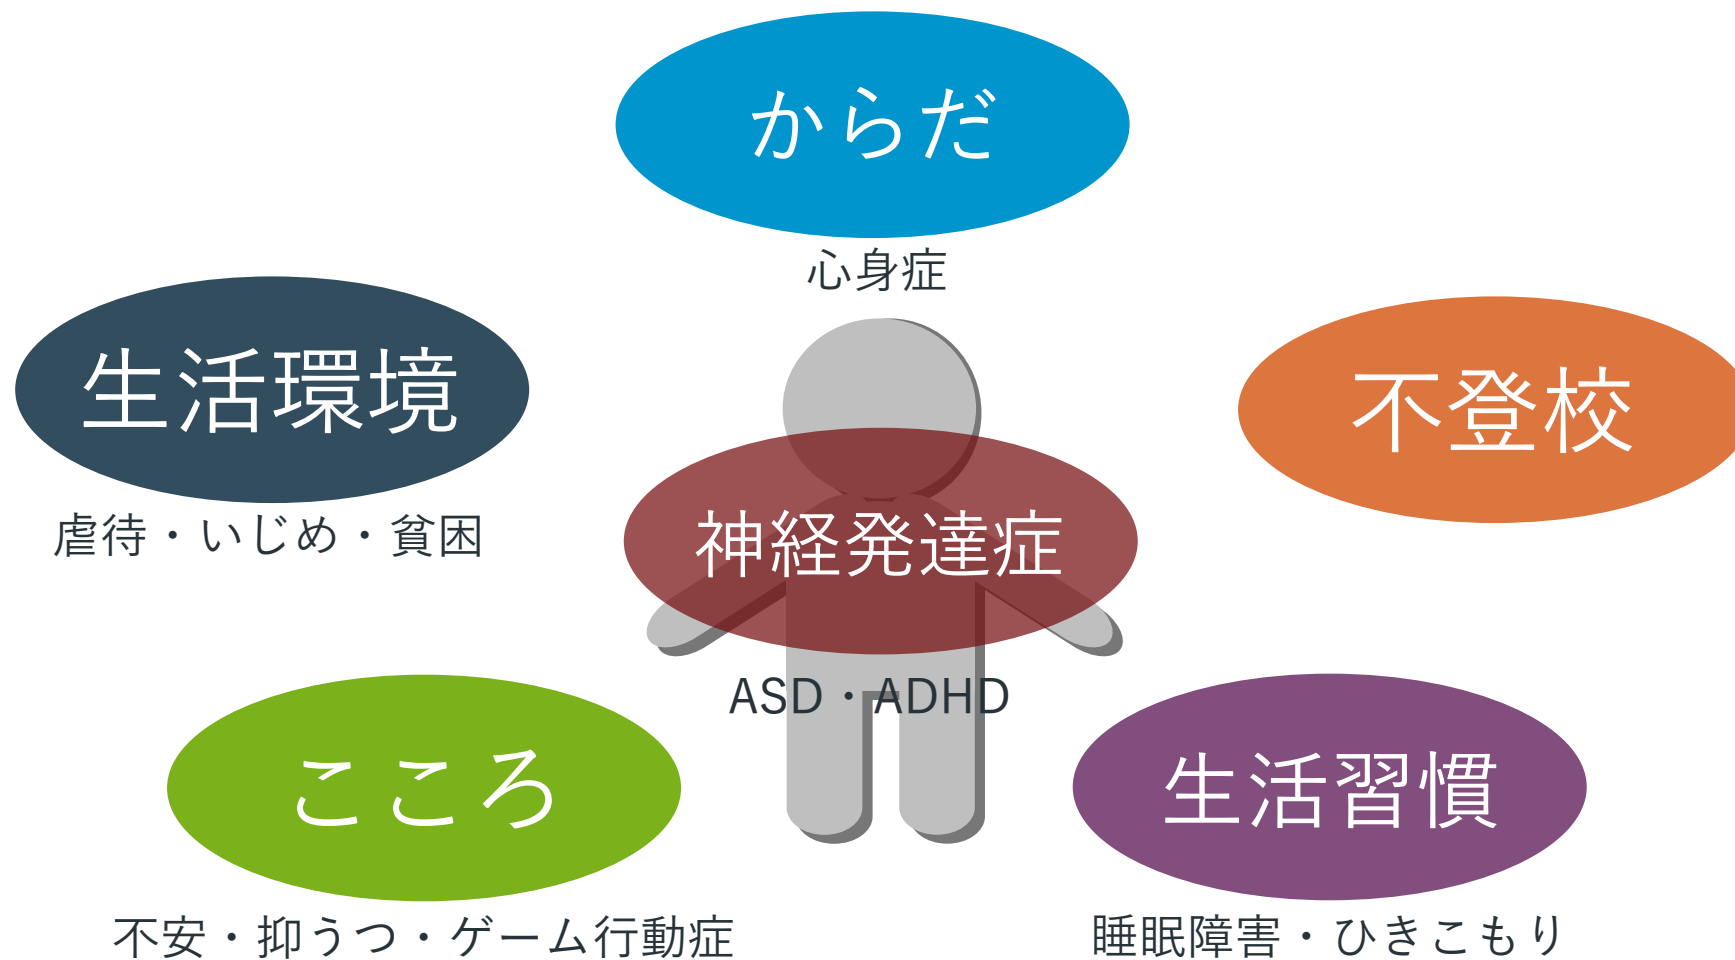 からだ
心身症
生活環境
虐待・いじめ・貧困
不登校
神経発達症
ASD・ADHD
こころ
不安・抑うつ・ゲーム行動症
生活習慣
睡眠障害・ひきこもり